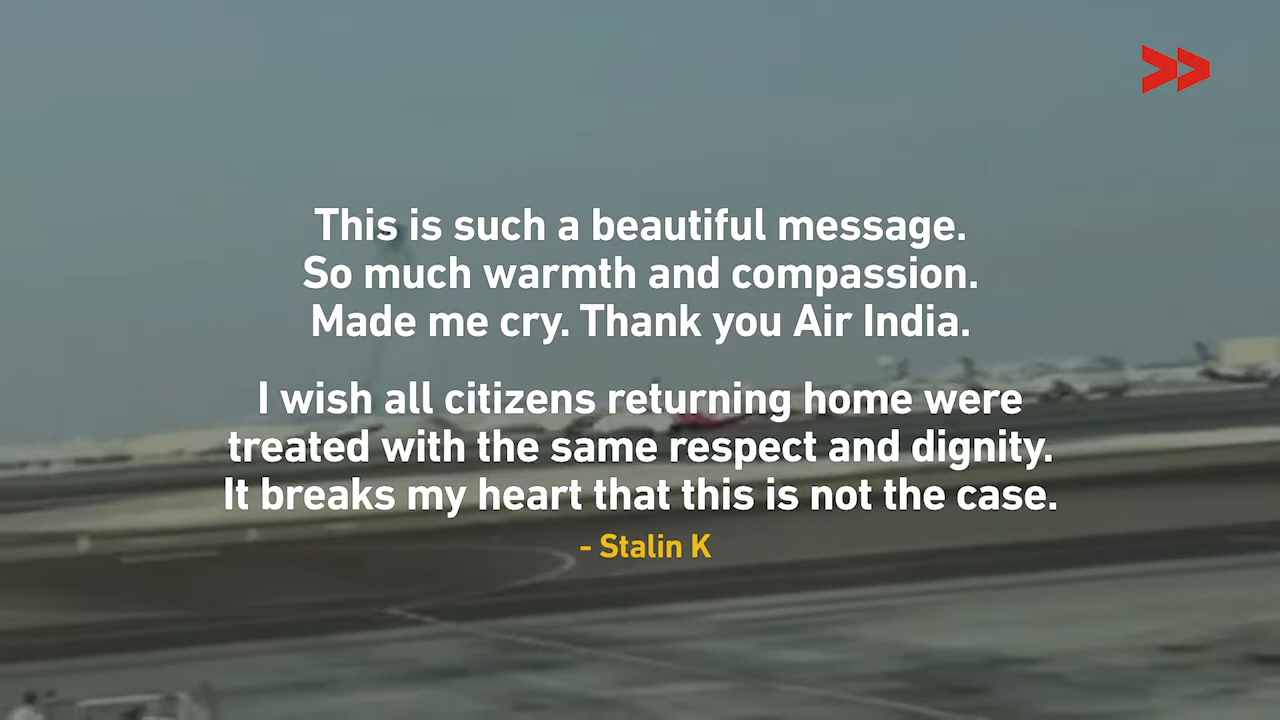 This is such a beautiful message.
So much warmth and compassion.
Made me cry. Thank you Air India.
I wish all citizens returning home were
treated with the same respect and dignity.
It breaks my heart that this is not the case.
- Stalin K